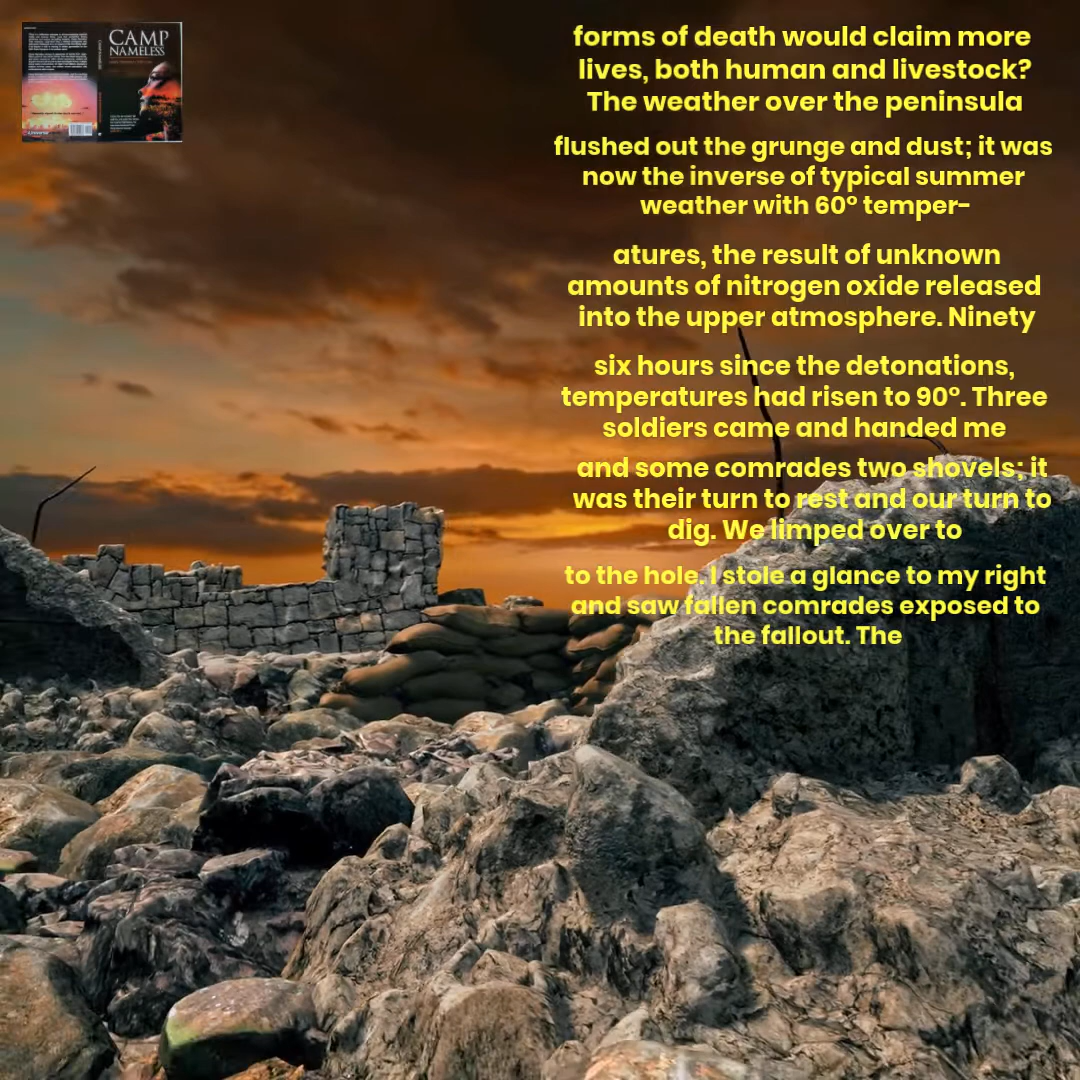 CAMP
NAMELESS
forms of death would claim more
lives, both human and livestock?
The weather over the peninsula
flushed out the grunge and dust; it was
now the inverse of typical summer
weather with 60° temper-
atures, the result of unknown
amounts of nitrogen oxide released
into the upper atmosphere. Ninety
six hours since the detonations,
temperatures had risen to 90°. Three
soldiers came and handed me
and some comrades two shovels; it
was their turn to rest and our turn to
dig. We limped over to
to the hole. I stole a glance to my right
and saw fallen comrades exposed to
the fallout. The